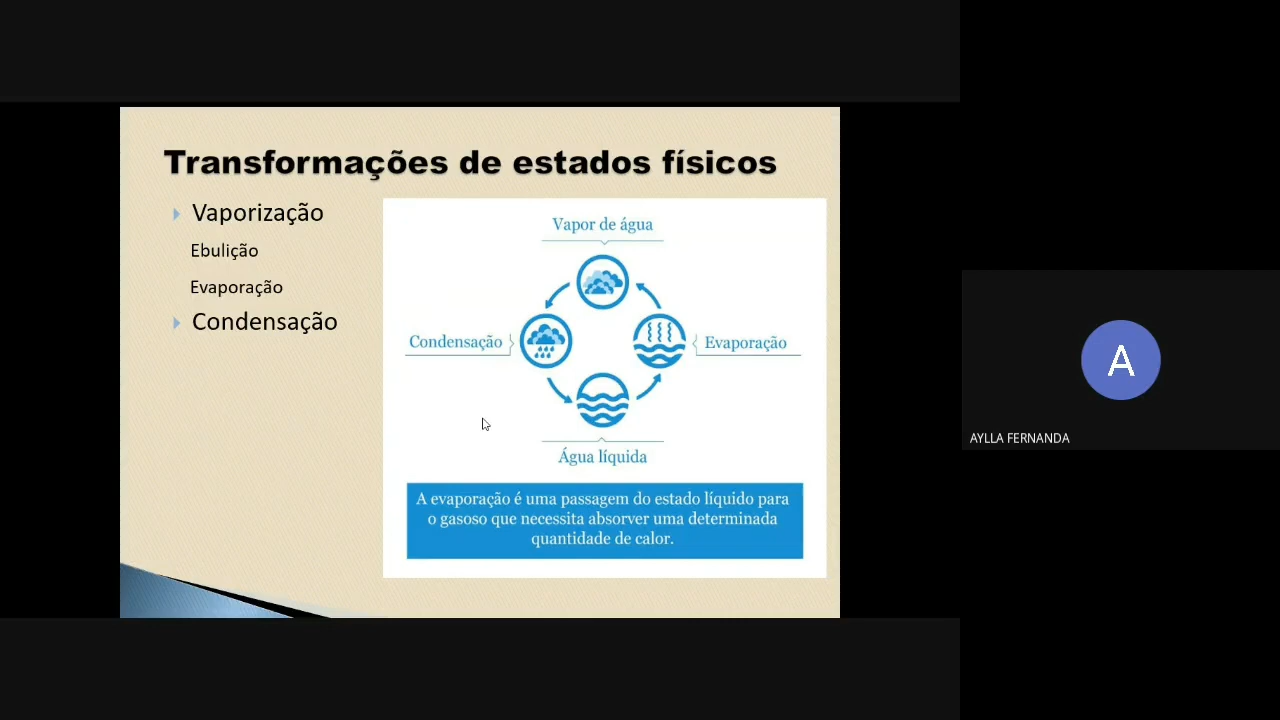 Transformações de estados físicos
Vaporização
Ebulição
Evaporação
Condensação
Vapor de água
Condensação
Evaporação
Água líquida
A evaporação é uma passagem do estado líquido para
o gasoso que necessita absorver uma determinada
quantidade de calor.
A
AYLLA FERNANDA